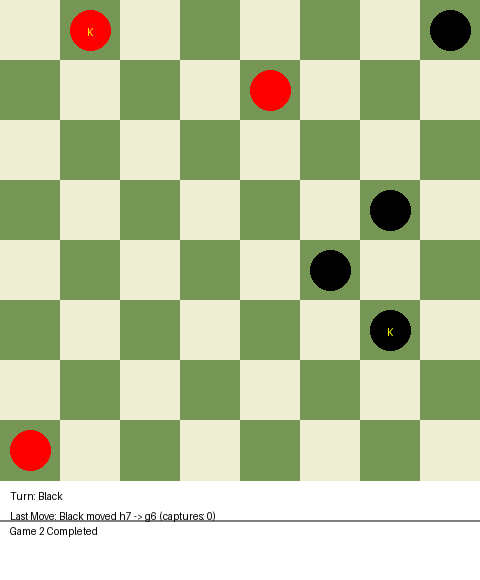 K
K
Turn: Black
Last Move: Black moved h7 -> g6 (captures: 0)
Game 2 Completed